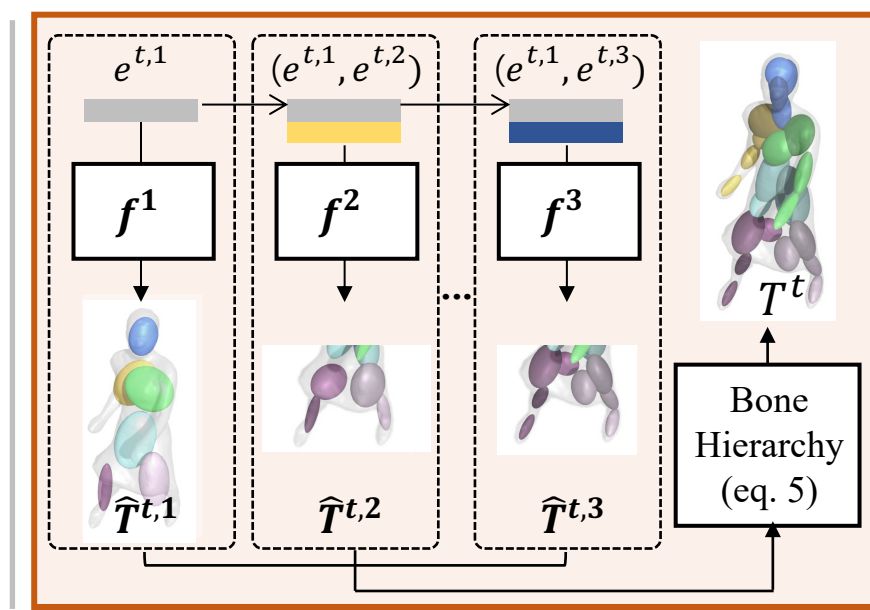 e^{t,1}
(e^{t,1}, e^{t,2})
(e^{t,1}, e^{t,3})
f^1
f^2
f^3
...
T̂^{t,1}
T̂^{t,2}
T̂^{t,3}
T^t
Bone
Hierarchy
(eq. 5)